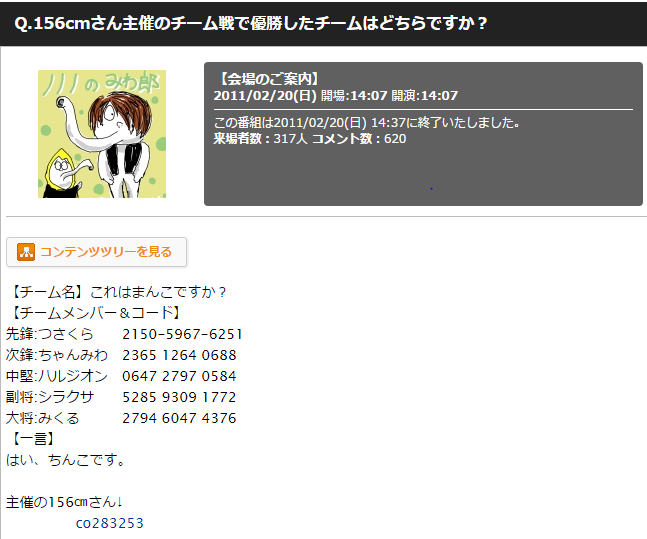 Q.156cmさん主催のチーム戦で優勝したチームはどちらですか？
ノノノの みわ郎
【会場のご案内】
2011/02/20(日) 開場:14:07 開演:14:07
この番組は2011/02/20(日) 14:37に終了いたしました。
来場者数：317人 コメント数：620
コンテンツツリーを見る
【チーム名】これはまんこですか？
【チームメンバー＆コード】
先鋒:つさくら 2150-5967-6251
次鋒:ちゃんみわ 2365 1264 0688
中堅:ハルジオン 0647 2797 0584
副将:シラクサ 5285 9309 1772
大将:みくる 2794 6047 4376
【一言】
はい、ちんこです。
主催の156㎝さん↓
co283253